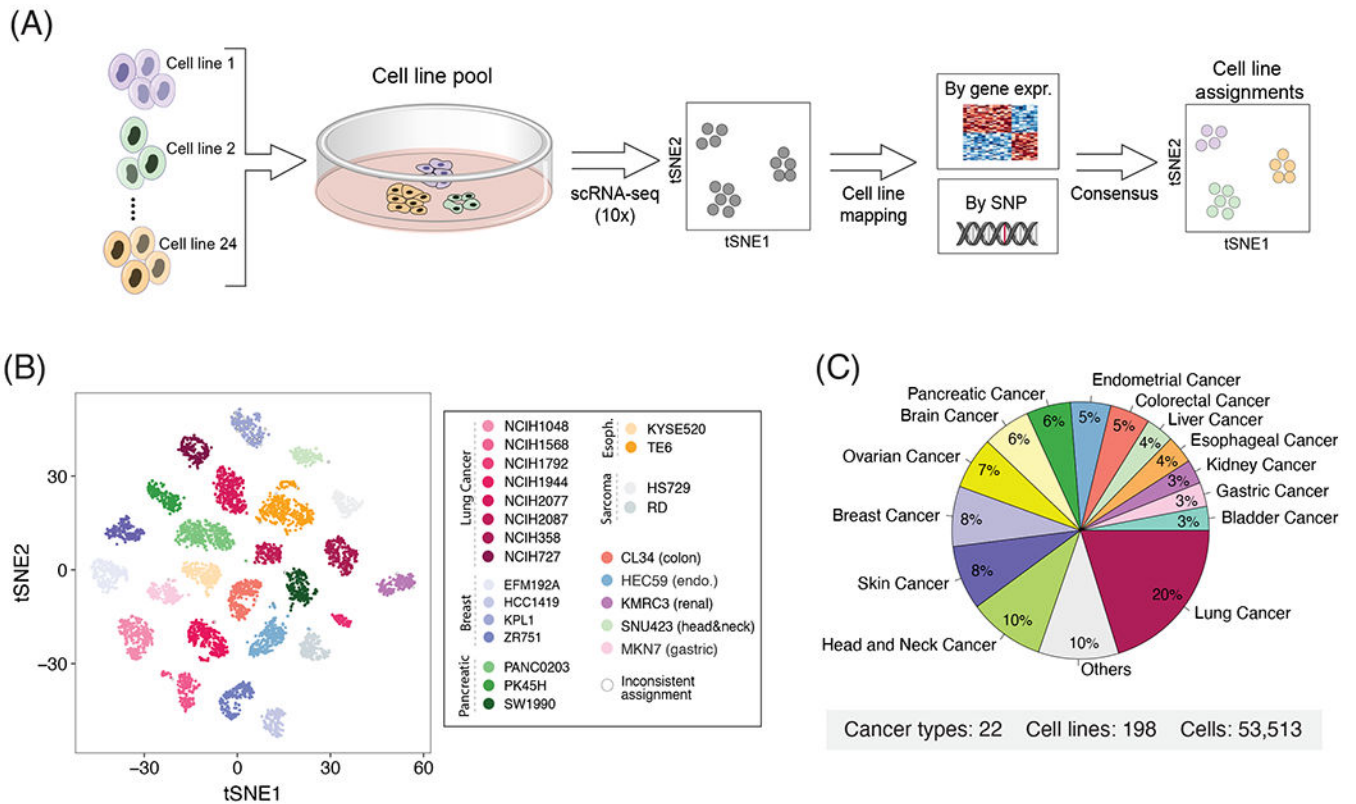 (A)
Cell line 1
Cell line 2
Cell line 24
Cell line pool
scRNA-seq
(10x)
tSNE2
tSNE1
Cell line
mapping
By gene expr.
By SNP
Consensus
Cell line
assignments
tSNE2
tSNE1
(B)
30
0
−30
tSNE2
−30
0
30
60
tSNE1
Lung Cancer
NCIH1048
NCIH1568
NCIH1792
NCIH1944
NCIH2077
NCIH2087
NCIH358
NCIH727
Breast
EFM192A
HCC1419
KPL1
ZR751
Pancreatic
PANC0203
PK45H
SW1990
Esoph.
KYSE520
TE6
Sarcoma
HS729
RD
CL34 (colon)
HEC59 (endo.)
KMRC3 (renal)
SNU423 (head&neck)
MKN7 (gastric)
Inconsistent
assignment
(C)
Pancreatic Cancer
6%
Brain Cancer
6%
Ovarian Cancer
7%
Breast Cancer
8%
Skin Cancer
8%
Head and Neck Cancer
10%
Others
10%
Lung Cancer
20%
Endometrial Cancer
5%
Colorectal Cancer
5%
Liver Cancer
4%
Esophageal Cancer
4%
Kidney Cancer
3%
Gastric Cancer
3%
Bladder Cancer
3%
Cancer types: 22 Cell lines: 198 Cells: 53,513